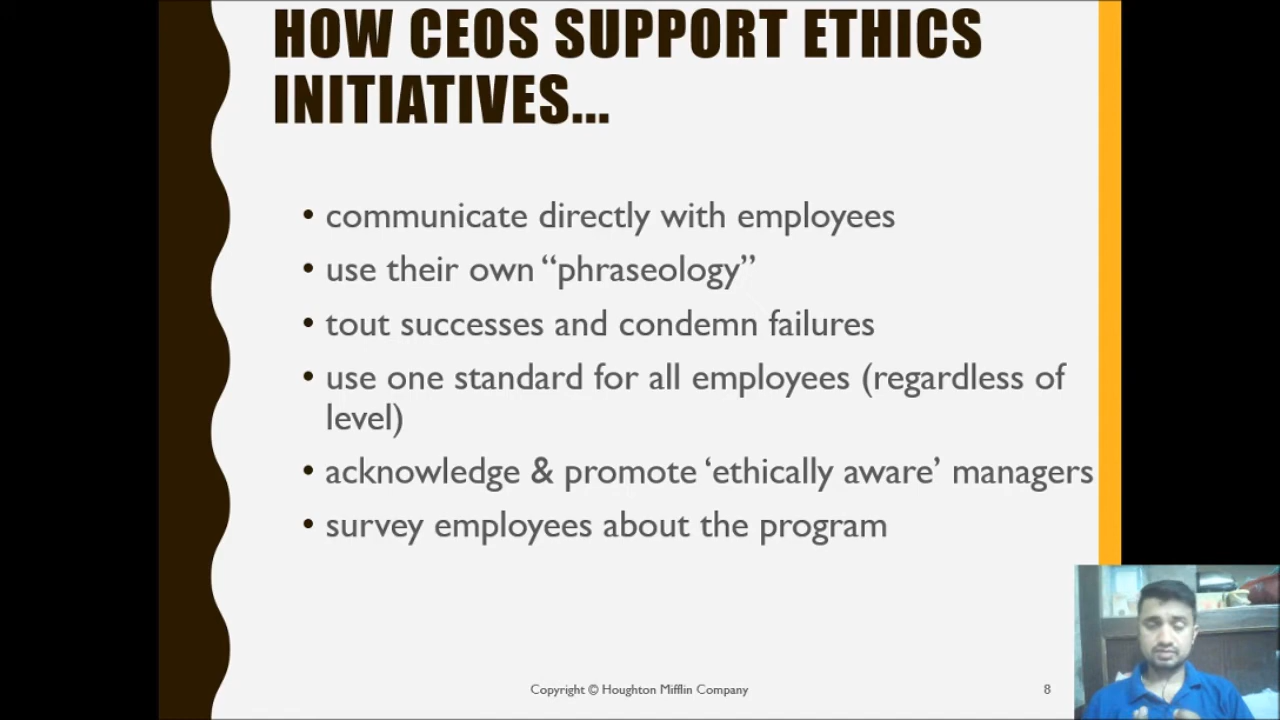 HOW CEOS SUPPORT ETHICS
INITIATIVES...
• communicate directly with employees
• use their own “phraseology”
• tout successes and condemn failures
• use one standard for all employees (regardless of
level)
• acknowledge & promote ‘ethically aware’ managers
• survey employees about the program
Copyright © Houghton Mifflin Company
8